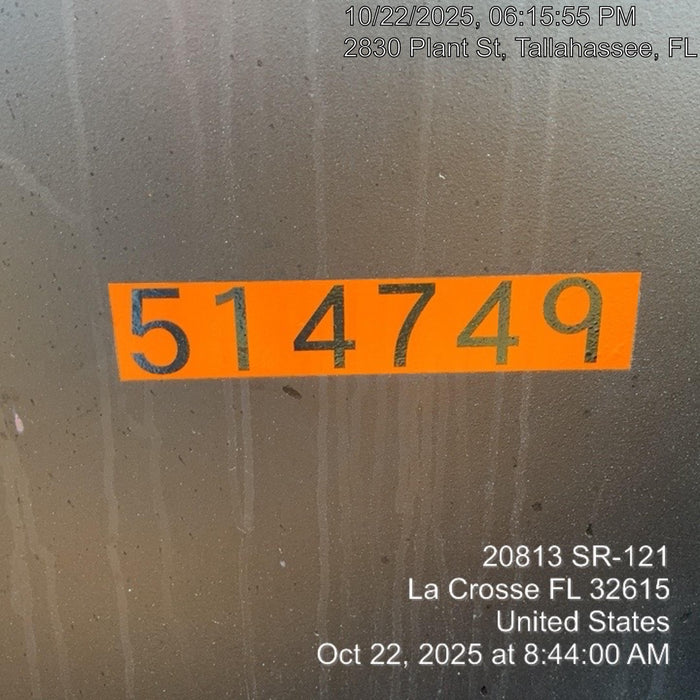 10/22/2025, 06:15:55 PM
2830 Plant St, Tallahassee, FL
514749
20813 SR-121
La Crosse FL 32615
United States
Oct 22, 2025 at 8:44:00 AM